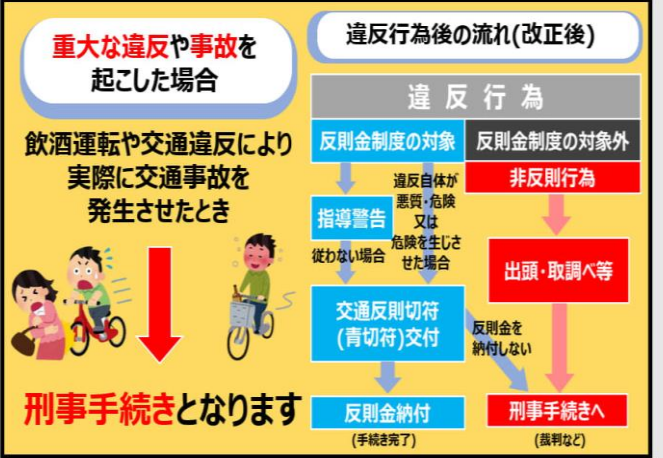 重大な違反や事故を
起こした場合
飲酒運転や交通違反により
実際に交通事故を
発生させたとき
刑事手続きとなります
違反行為後の流れ(改正後)
違反行為
反則金制度の対象
反則金制度の対象外
非反則行為
違反自体が
悪質・危険
又は
危険を生じさ
せた場合
指導警告
従わない場合
出頭・取調べ等
交通反則切符
(青切符)交付
反則金を
納付しない
反則金納付
(手続き完了)
刑事手続きへ
(裁判など)